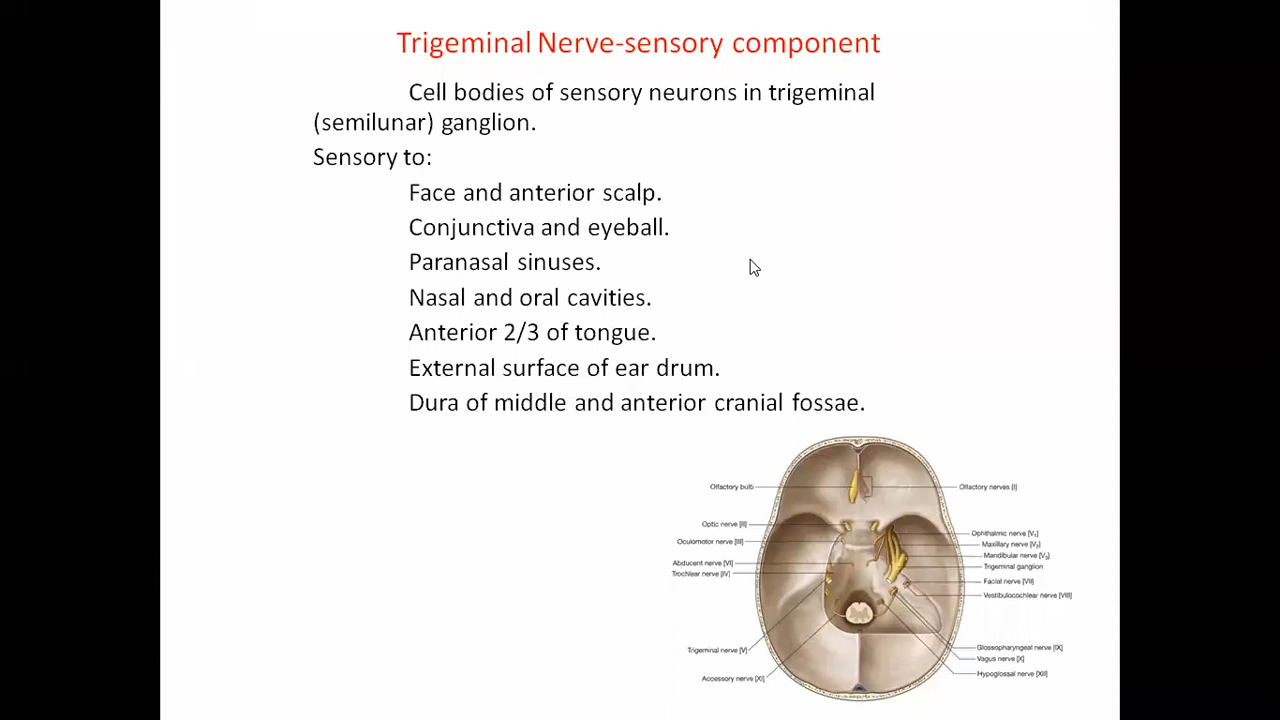 Trigeminal Nerve-sensory component
Cell bodies of sensory neurons in trigeminal
(semilunar) ganglion.
Sensory to:
Face and anterior scalp.
Conjunctiva and eyeball.
Paranasal sinuses.
Nasal and oral cavities.
Anterior 2/3 of tongue.
External surface of ear drum.
Dura of middle and anterior cranial fossae.
Olfactory bulb
Olfactory nerves [I]
Optic nerve [II]
Oculomotor nerve [III]
Abducent nerve [VI]
Trochlear nerve [IV]
Ophthalmic nerve [V1]
Maxillary nerve [V2]
Mandibular nerve [V3]
Trigeminal ganglion
Facial nerve [VII]
Vestibulocochlear nerve [VIII]
Trigeminal nerve [V]
Accessory nerve [XI]
Glossopharyngeal nerve [IX]
Vagus nerve [X]
Hypoglossal nerve [XII]